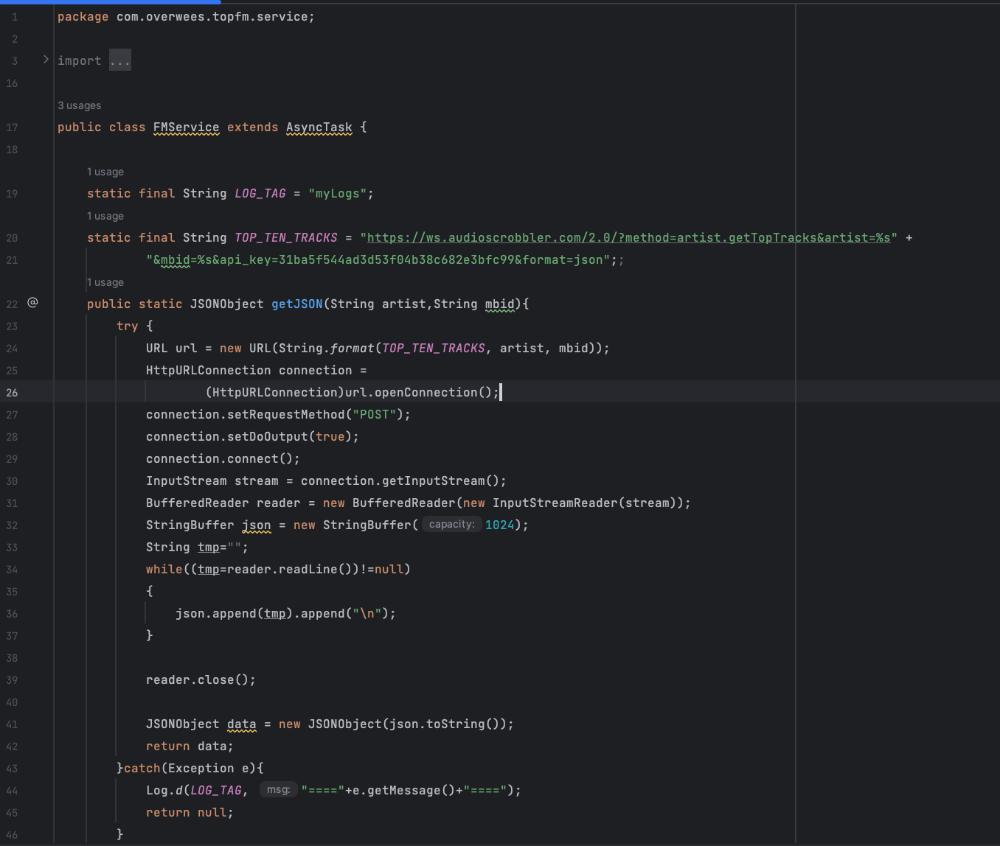 1 package com.overwees.topfm.service;
2
3 import ...
16
3 usages
17 public class FMService extends AsyncTask {
18
1 usage
19 static final String LOG_TAG = "myLogs";
1 usage
20 static final String TOP_TEN_TRACKS = "https://ws.audioscrobbler.com/2.0/?method=artist.getTopTracks&artist=%s" +
21 "&mbid=%s&api_key=31ba5f544ad3d53f04b38c682e3bfc99&format=json";;
1 usage
22 @ public static JSONObject getJSON(String artist,String mbid){
23 try {
24 URL url = new URL(String.format(TOP_TEN_TRACKS, artist, mbid));
25 HttpURLConnection connection =
26 (HttpURLConnection)url.openConnection();
27 connection.setRequestMethod("POST");
28 connection.setDoOutput(true);
29 connection.connect();
30 InputStream stream = connection.getInputStream();
31 BufferedReader reader = new BufferedReader(new InputStreamReader(stream));
32 StringBuffer json = new StringBuffer( capacity: 1024);
33 String tmp="";
34 while((tmp=reader.readLine())!=null)
35 {
36 json.append(tmp).append("\n");
37 }
38
39 reader.close();
40
41 JSONObject data = new JSONObject(json.toString());
42 return data;
43 }catch(Exception e){
44 Log.d(LOG_TAG, msg: "===="+e.getMessage()+"====");
45 return null;
46 }